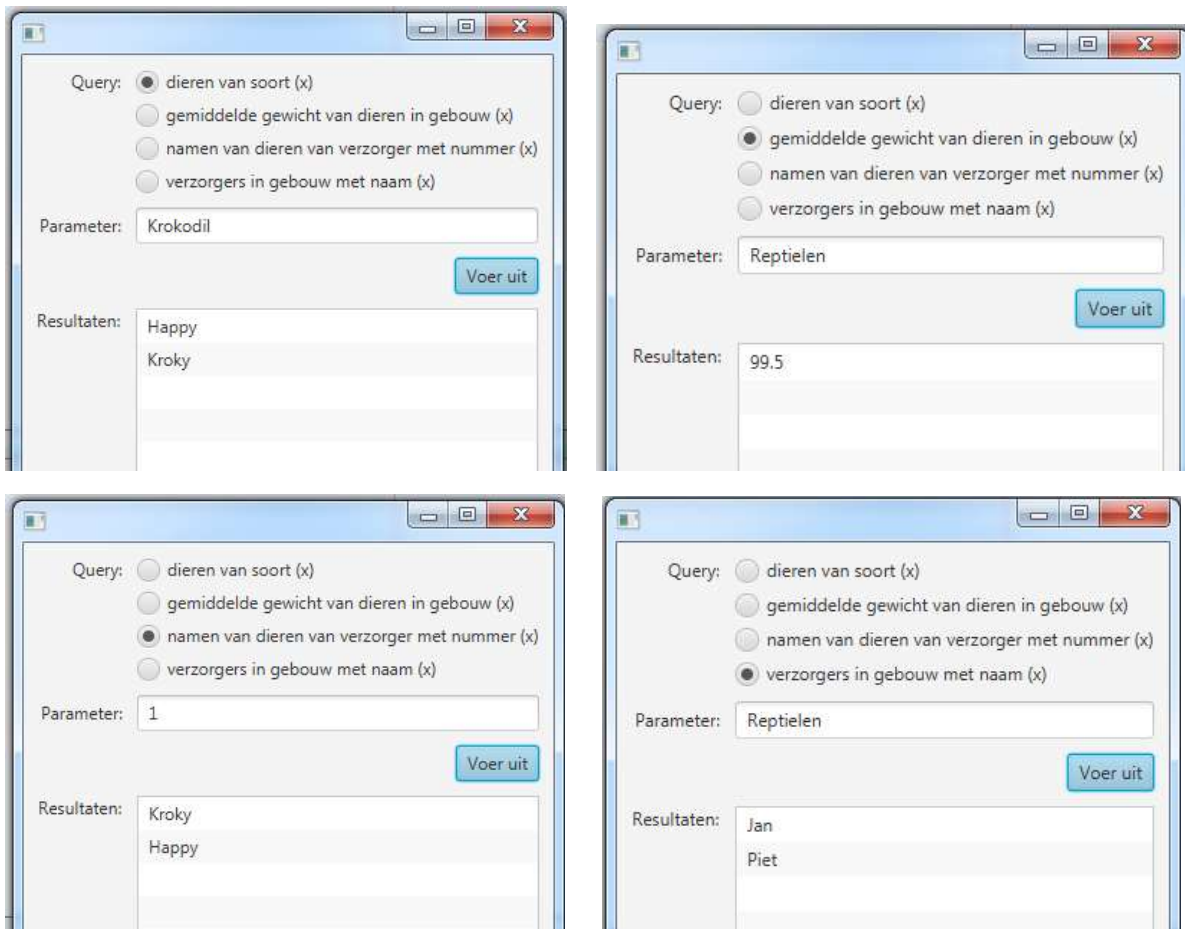 Query: dieren van soort (x)
gemiddelde gewicht van dieren in gebouw (x)
namen van dieren van verzorger met nummer (x)
verzorgers in gebouw met naam (x)
Parameter: Krokodil
Voer uit
Resultaten: Happy
Kroky
Query: dieren van soort (x)
gemiddelde gewicht van dieren in gebouw (x)
namen van dieren van verzorger met nummer (x)
verzorgers in gebouw met naam (x)
Parameter: Reptielen
Voer uit
Resultaten: 99.5
Query: dieren van soort (x)
gemiddelde gewicht van dieren in gebouw (x)
namen van dieren van verzorger met nummer (x)
verzorgers in gebouw met naam (x)
Parameter: 1
Voer uit
Resultaten: Kroky
Happy
Query: dieren van soort (x)
gemiddelde gewicht van dieren in gebouw (x)
namen van dieren van verzorger met nummer (x)
verzorgers in gebouw met naam (x)
Parameter: Reptielen
Voer uit
Resultaten: Jan
Piet